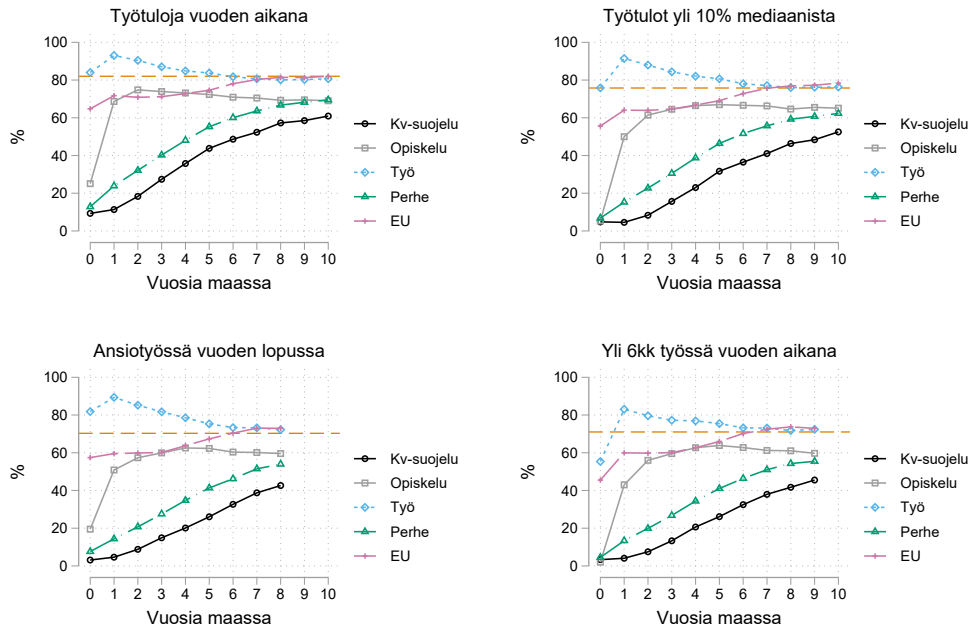 Työtuloja vuoden aikana
100
80
60
40
20
0
%
0 1 2 3 4 5 6 7 8 9 10
Vuosia maassa
Kv-suojelu
Opiskelu
Työ
Perhe
EU
Työtulot yli 10% mediaanista
100
80
60
40
20
0
%
0 1 2 3 4 5 6 7 8 9 10
Vuosia maassa
Kv-suojelu
Opiskelu
Työ
Perhe
EU
Ansiotyössä vuoden lopussa
100
80
60
40
20
0
%
0 1 2 3 4 5 6 7 8 9 10
Vuosia maassa
Kv-suojelu
Opiskelu
Työ
Perhe
EU
Yli 6kk työssä vuoden aikana
100
80
60
40
20
0
%
0 1 2 3 4 5 6 7 8 9 10
Vuosia maassa
Kv-suojelu
Opiskelu
Työ
Perhe
EU